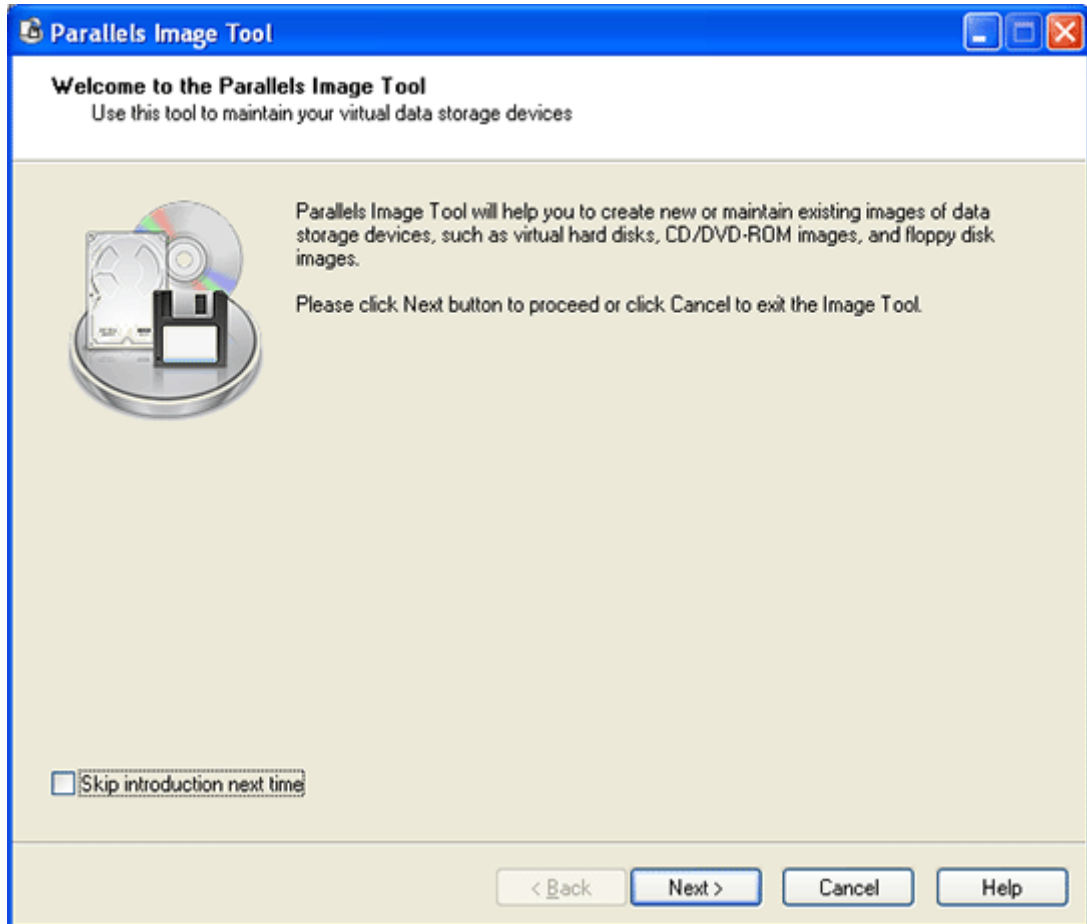 Parallels Image Tool
Welcome to the Parallels Image Tool
Use this tool to maintain your virtual data storage devices
Parallels Image Tool will help you to create new or maintain existing images of data
storage devices, such as virtual hard disks, CD/DVD-ROM images, and floppy disk
images.
Please click Next button to proceed or click Cancel to exit the Image Tool.
Skip introduction next time
< Back
Next >
Cancel
Help